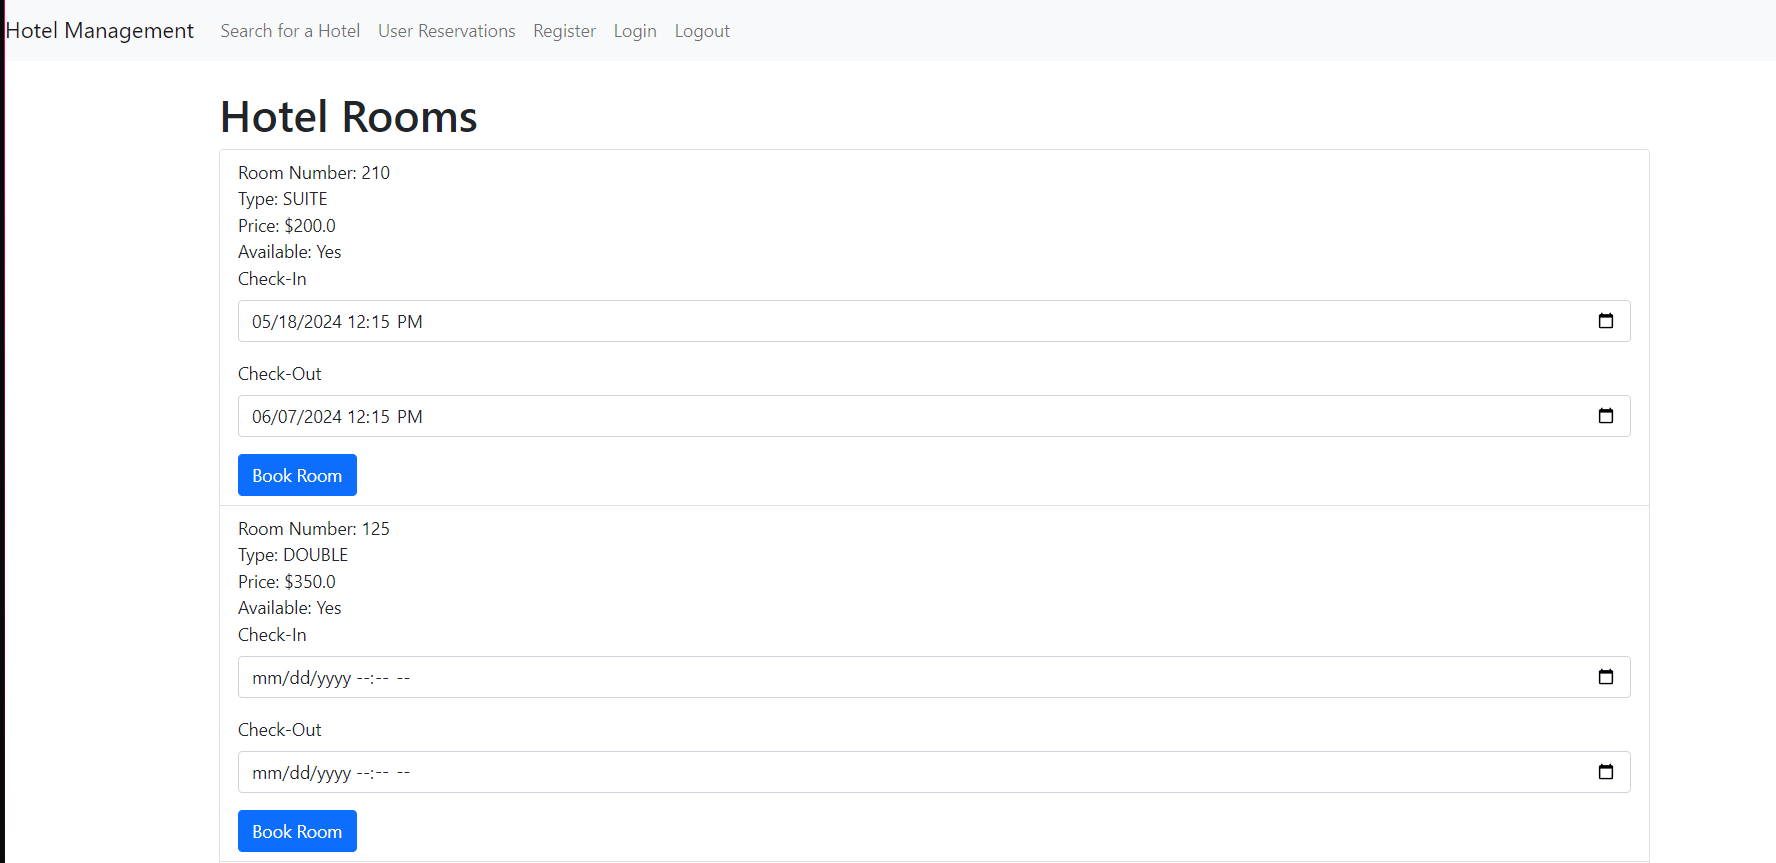 Hotel Management Search for a Hotel User Reservations Register Login Logout
Hotel Rooms
Room Number: 210
Type: SUITE
Price: $200.0
Available: Yes
Check-In
05/18/2024 12:15 PM
Check-Out
06/07/2024 12:15 PM
Book Room
Room Number: 125
Type: DOUBLE
Price: $350.0
Available: Yes
Check-In
mm/dd/yyyy --:-- --
Check-Out
mm/dd/yyyy --:-- --
Book Room